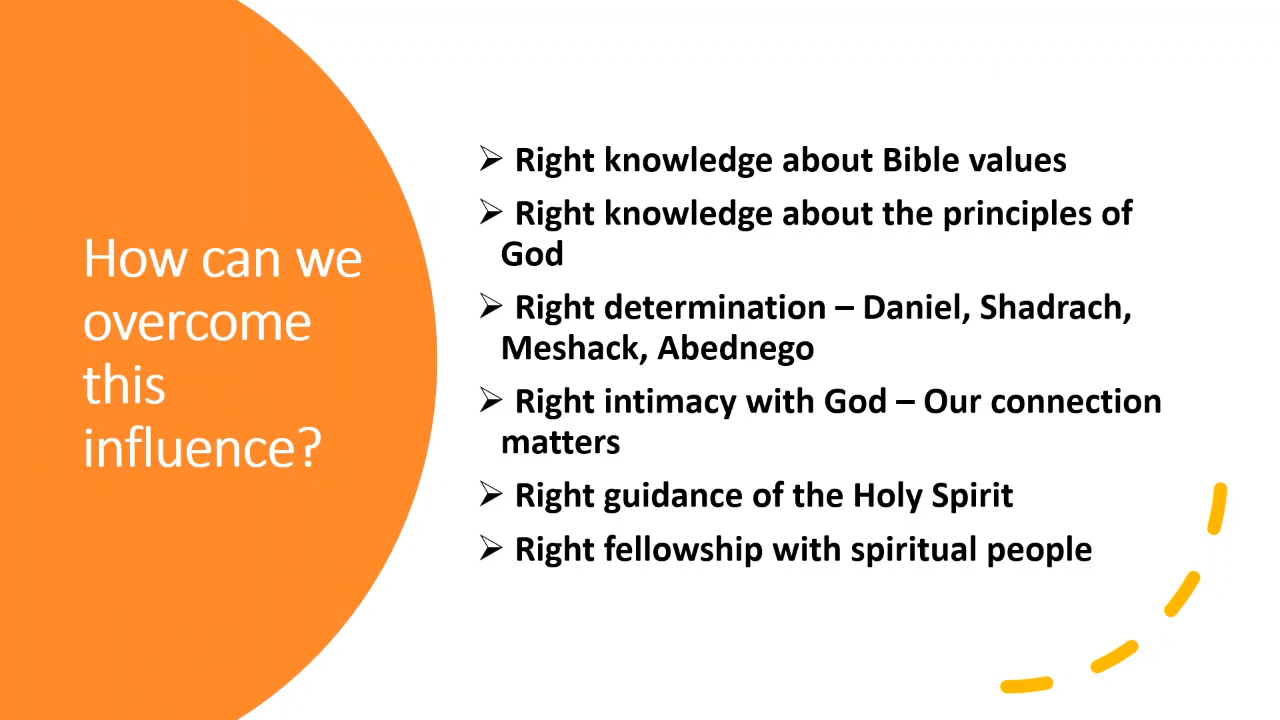 How can we
overcome
this
influence?
➢ Right knowledge about Bible values
➢ Right knowledge about the principles of
God
➢ Right determination – Daniel, Shadrach,
Meshack, Abednego
➢ Right intimacy with God – Our connection
matters
➢ Right guidance of the Holy Spirit
➢ Right fellowship with spiritual people